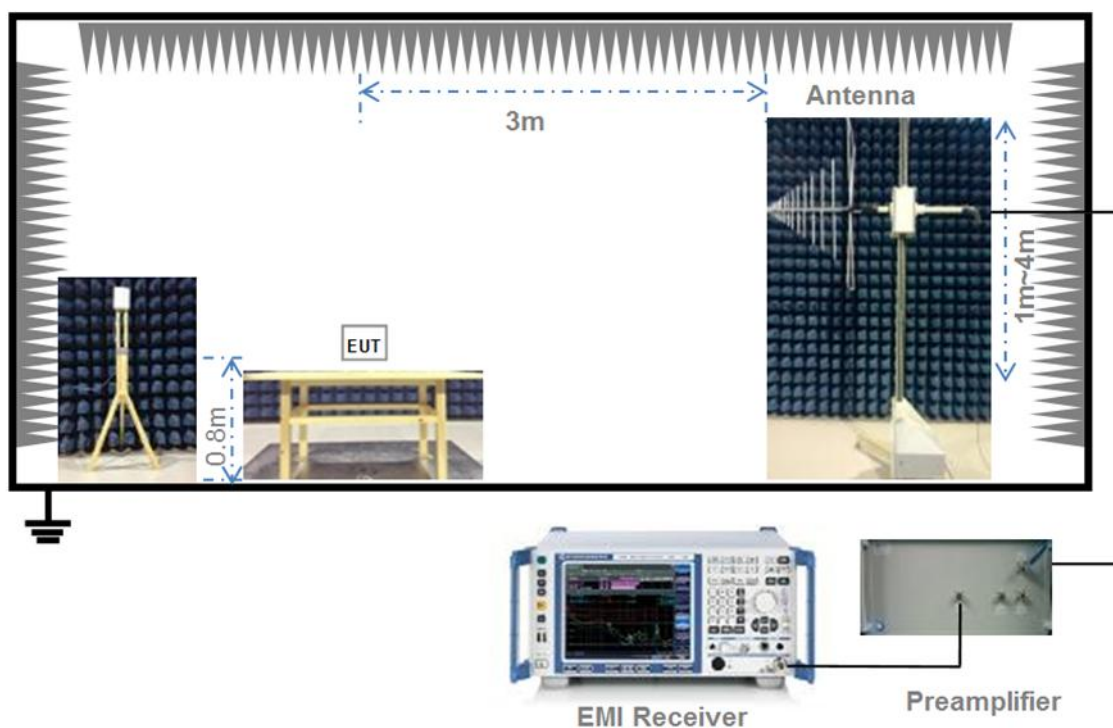 3m
Antenna
1m~4m
EUT
0.8m
EMI Receiver
Preamplifier